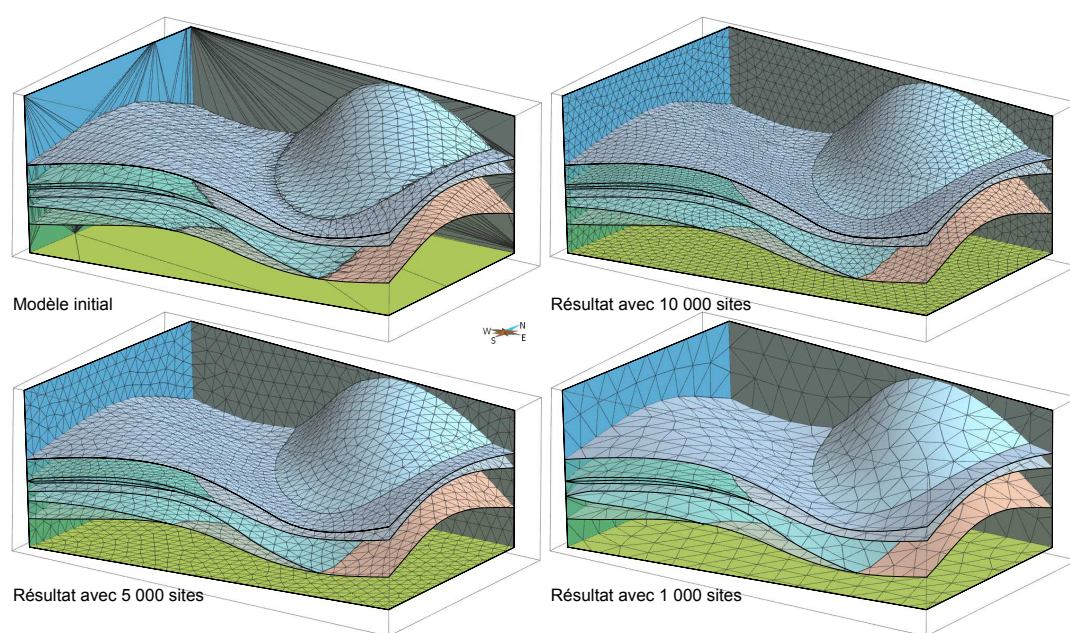 Modèle initial
Résultat avec 10 000 sites
N
W
E
S
Résultat avec 5 000 sites
Résultat avec 1 000 sites